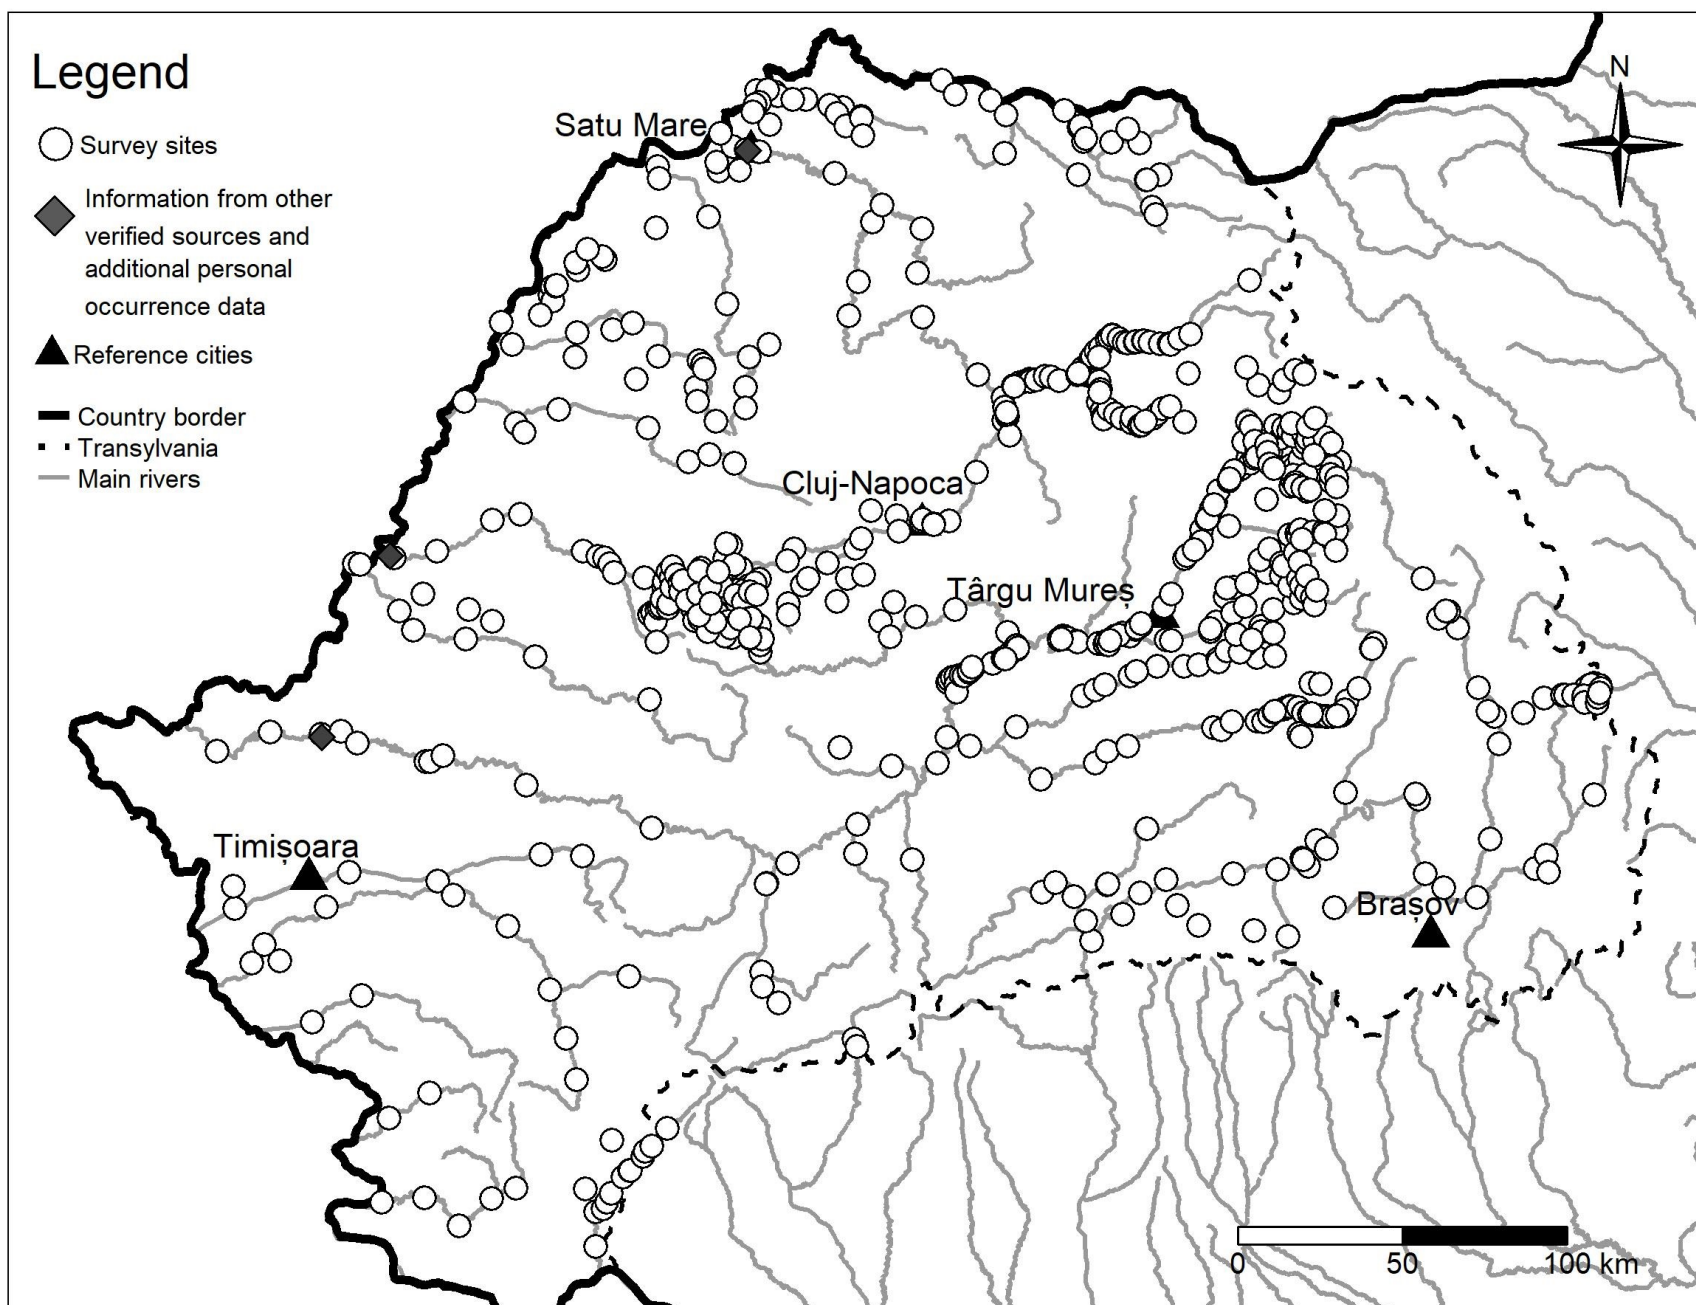 Legend
Survey sites
Information from other
verified sources and
additional personal
occurrence data
Reference cities
Country border
Transylvania
Main rivers
N
Satu Mare
Cluj-Napoca
Târgu Mureș
Timișoara
Brașov
0 50 100 km